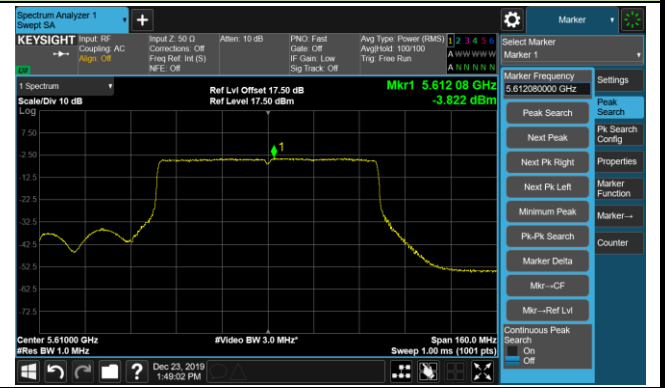 Spectrum Analyzer 1
Swept SA
Marker
KEYSIGHT
Input: RF
Coupling: AC
Align: Off
Input Z: 50 Ω
Corrections: Off
Freq Ref: Int (S)
NFE: Off
Atten: 10 dB
PNO: Fast
Gate: Off
IF Gain: Low
Sig Track: Off
Avg Type: Power (RMS)
Avg|Hold: 100/100
Trig: Free Run
1 2 3 4 5 6
A W W W W W
A N N N N N
Select Marker
Marker 1
1 Spectrum
Scale/Div 10 dB
Log
Ref Lvl Offset 17.50 dB
Ref Level 17.50 dBm
Mkr1 5.612 08 GHz
-3.822 dBm
7.50
-2.50
-12.5
-22.5
-32.5
-42.5
-52.5
-62.5
-72.5
1
Center 5.61000 GHz
#Res BW 1.0 MHz
#Video BW 3.0 MHz*
Span 160.0 MHz
Sweep 1.00 ms (1001 pts)
Marker Frequency
5.612080000 GHz
Peak Search
Next Peak
Next Pk Right
Next Pk Left
Minimum Peak
Pk-Pk Search
Marker Delta
Mkr→CF
Mkr→Ref Lvl
Continuous Peak
Search
On
Off
Settings
Peak
Search
Pk Search
Config
Properties
Marker
Function
Marker→
Counter
Dec 23, 2019
1:49:02 PM